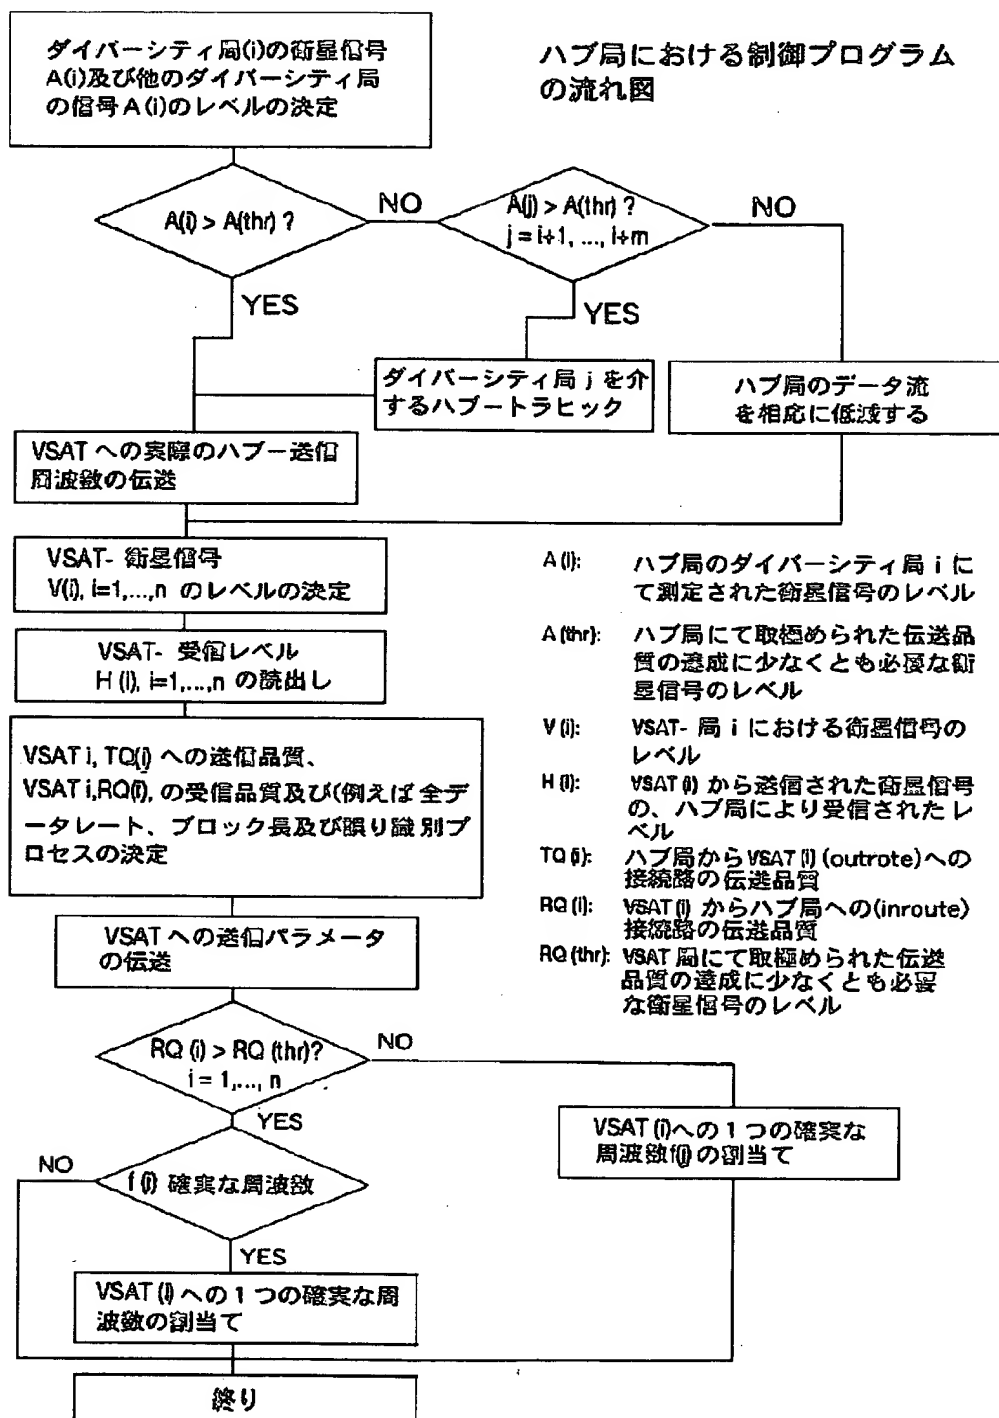 ダイバーシティ局(i)の衛星信号
A(i)及び他のダイバーシティ局
の信号A(i)のレベルの決定
ハブ局における制御プログラム
の流れ図
A(i) > A(thr) ?
NO
A(j) > A(thr) ?
j = i+1, ..., i+m
NO
YES
YES
ダイバーシティ局 j を介
するハブートラヒック
ハブ局のデータ流
を相応に低減する
VSAT への実際のハブー送信
周波数の伝送
VSAT- 衛星信号
V(i), i=1,...,n のレベルの決定
VSAT- 受信レベル
H (i), i=1,...,n の読出し
VSAT i, TQ(i) への送信品質、
VSAT i,RQ(i), の受信品質及び(例えば全デ
ータレート、ブロック長及び誤り識別プ
ロセスの決定
VSAT への送信パラメータ
の伝送
A (i): ハブ局のダイバーシティ局 i に
て測定された衛星信号のレベル
A (thr): ハブ局にて取極められた伝送品
質の達成に少なくとも必要な衛
星信号のレベル
V (i): VSAT- 局 i における衛星信号の
レベル
H (i): VSAT (i) から送信された衛星信号
の、ハブ局により受信されたレ
ベル
TQ (i): ハブ局から VSAT (i) (outrote)への
接続路の伝送品質
RQ (i): VSAT (i) からハブ局への(inroute)
接続路の伝送品質
RQ (thr): VSAT 局にて取極められた伝送
品質の達成に少なくとも必要
な衛星信号のレベル
RQ (i) > RQ (thr)?
i = 1,..., n
NO
YES
VSAT (i)への1つの確実な
周波数f(j) の割当て
NO
f (i) 確実な周波数
YES
VSAT (i) への1つの確実な周
波数の割当て
終り